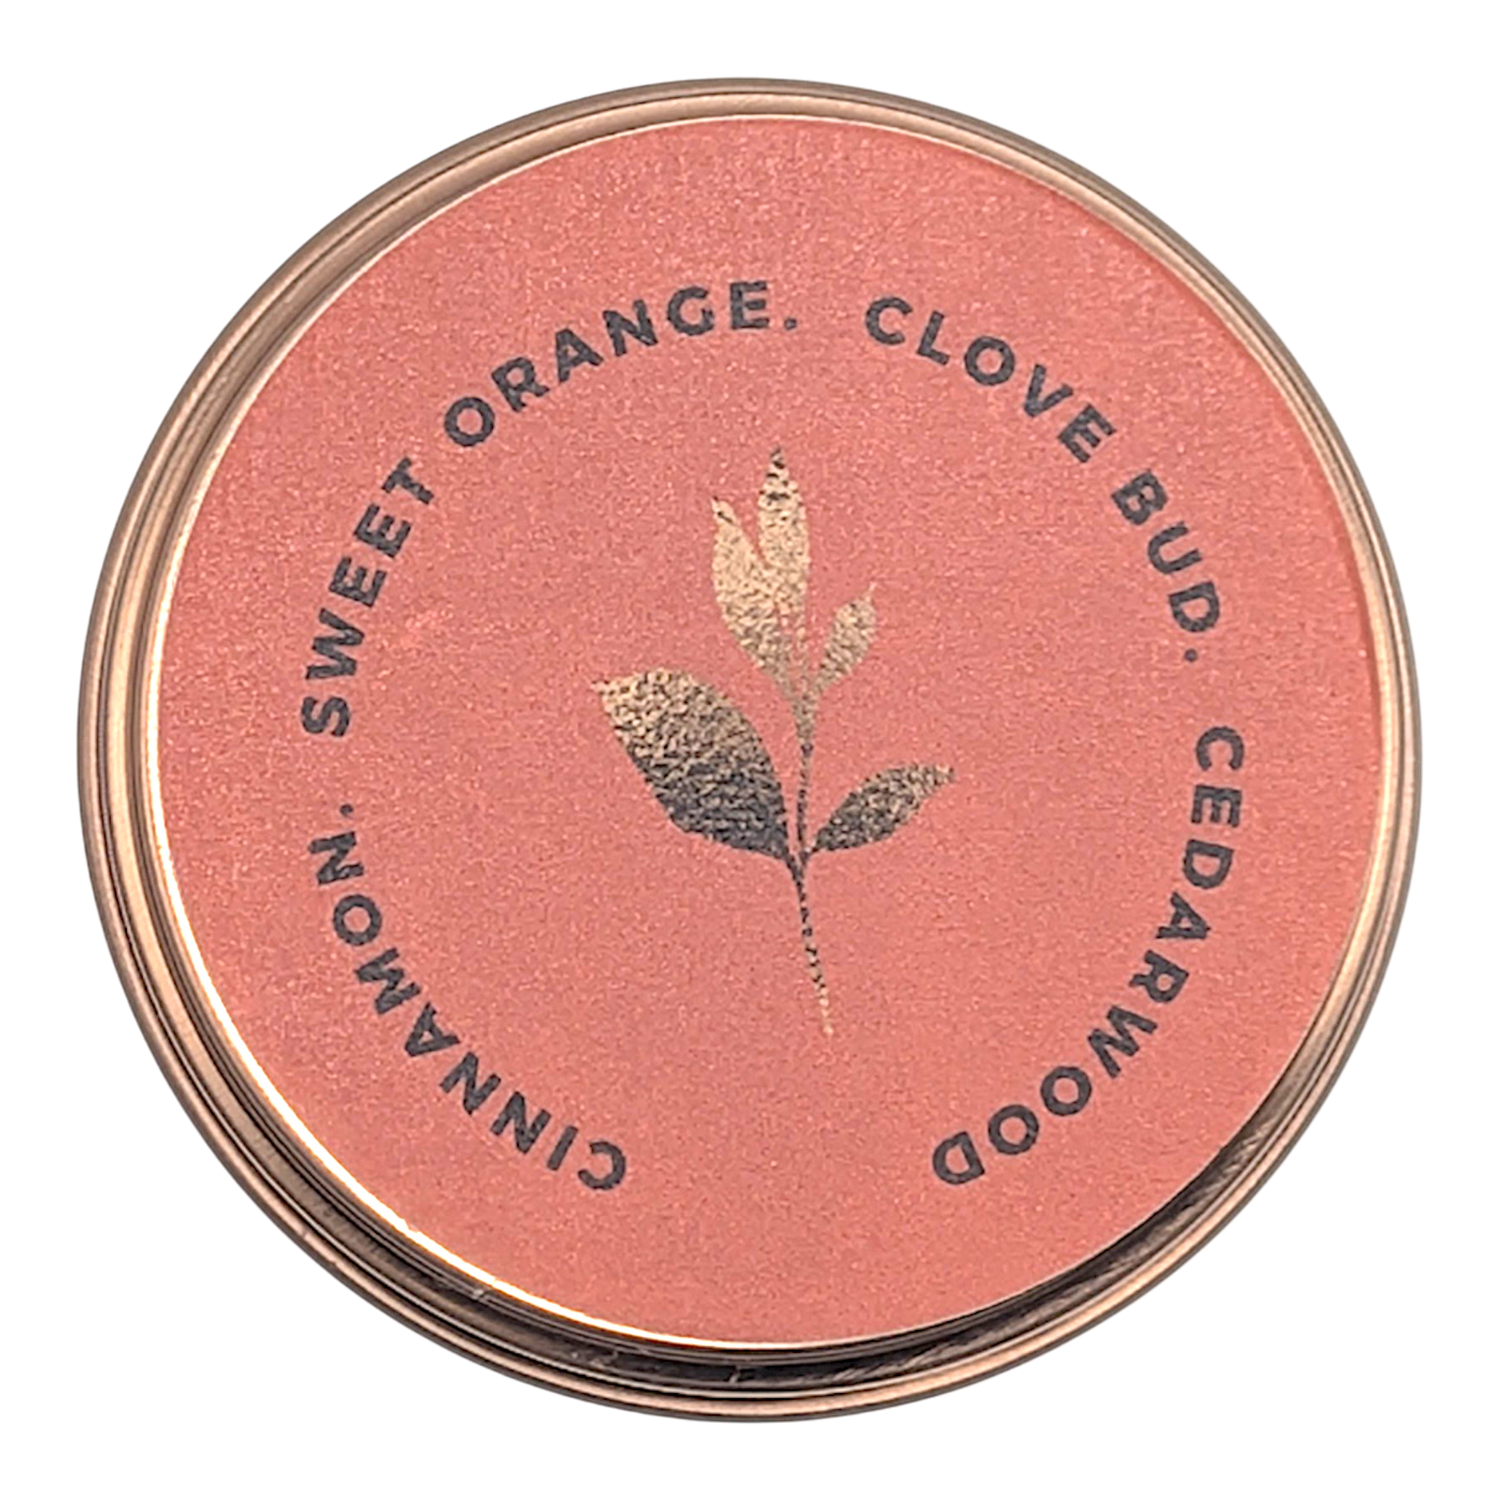 CINNAMON. SWEET ORANGE. CLOVE BUD. CEDARWOOD